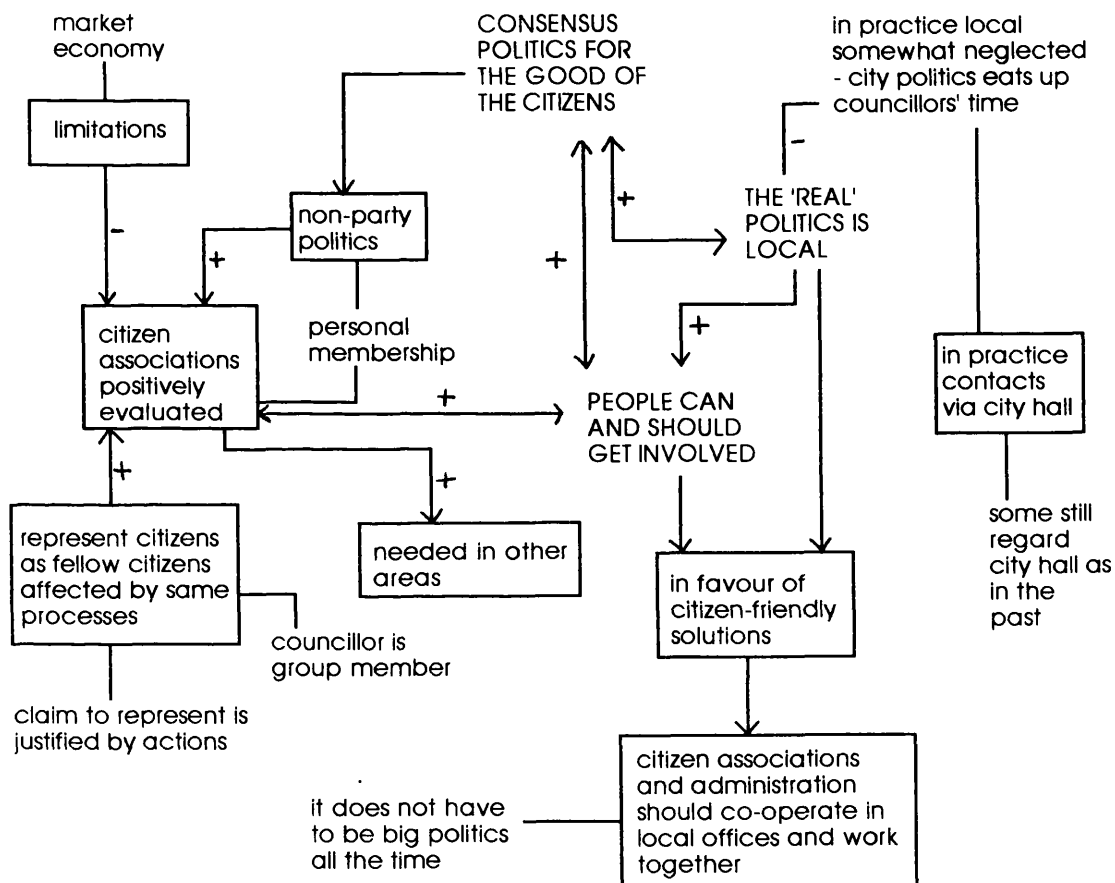 market
economy
limitations
-
CONSENSUS
POLITICS FOR
THE GOOD OF
THE CITIZENS
in practice local
somewhat neglected
- city politics eats up
councillors' time
-
non-party
politics
+
+
+
THE 'REAL'
POLITICS IS
LOCAL
citizen
associations
positively
evaluated
personal
membership
+
+
PEOPLE CAN
AND SHOULD
GET INVOLVED
in practice
contacts
via city hall
+
+
represent citizens
as fellow citizens
affected by same
processes
needed in other
areas
in favour of
citizen-friendly
solutions
some still
regard
city hall as
in the
past
councillor is
group member
claim to represent is
justified by actions
it does not have
to be big politics
all the time
citizen associations
and administration
should co-operate in
local offices and work
together